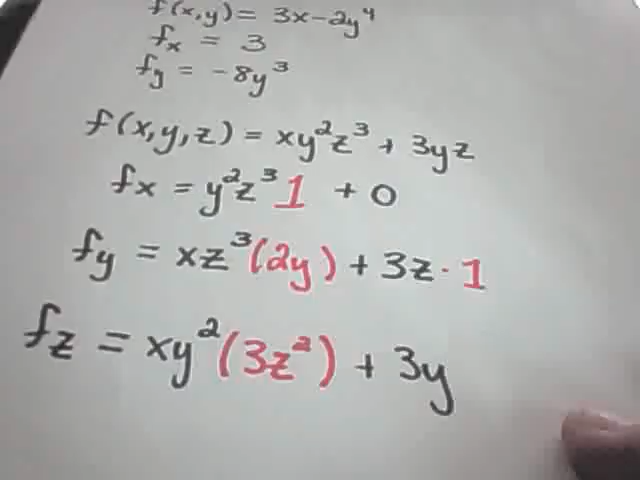 f(x,y) = 3x - 2y⁴
fx = 3
fy = -8y³
f(x,y,z) = xy²z³ + 3yz
fx = y²z³ 1 + 0
fy = xz³(2y) + 3z · 1
fz = xy²(3z²) + 3y